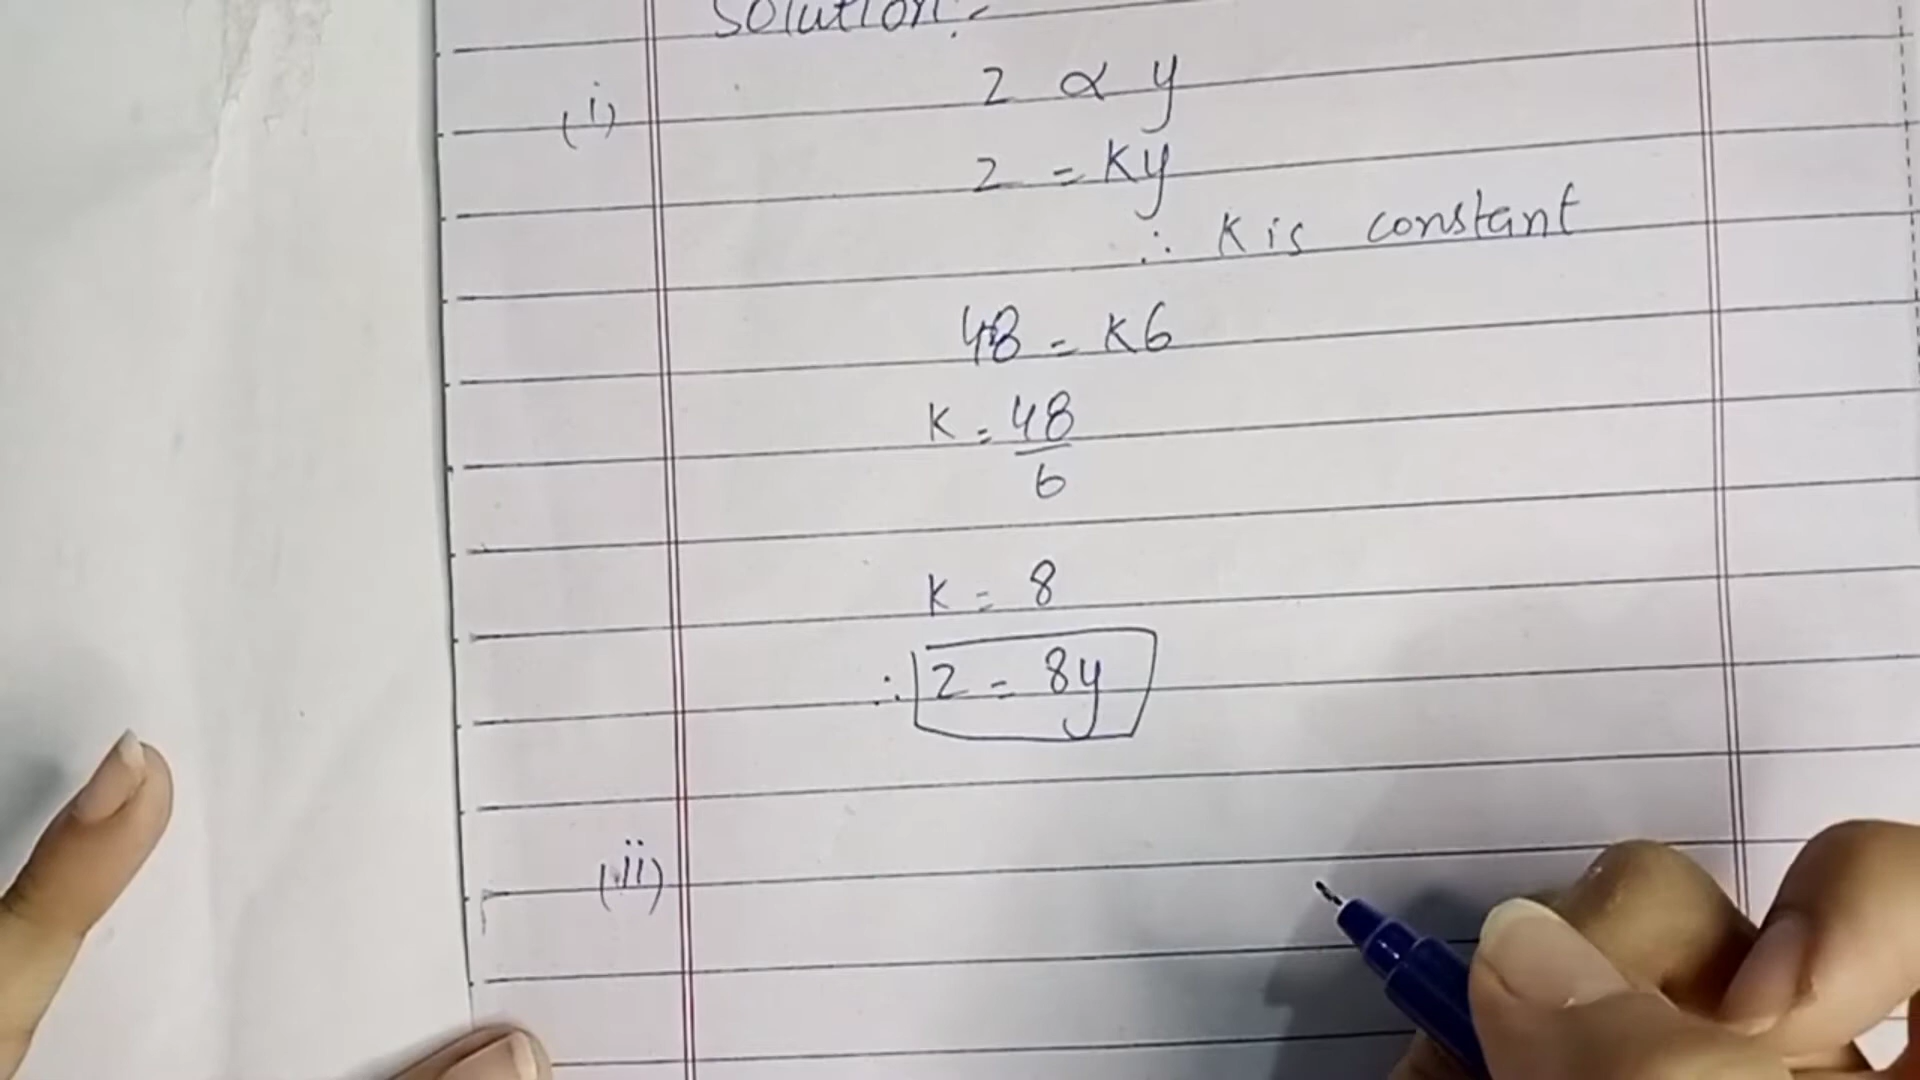 Solution:-
(i) z α y
z = Ky
∴ K is constant
48 = K6
K = 48/6
K = 8
∴ z = 8y
(ii)